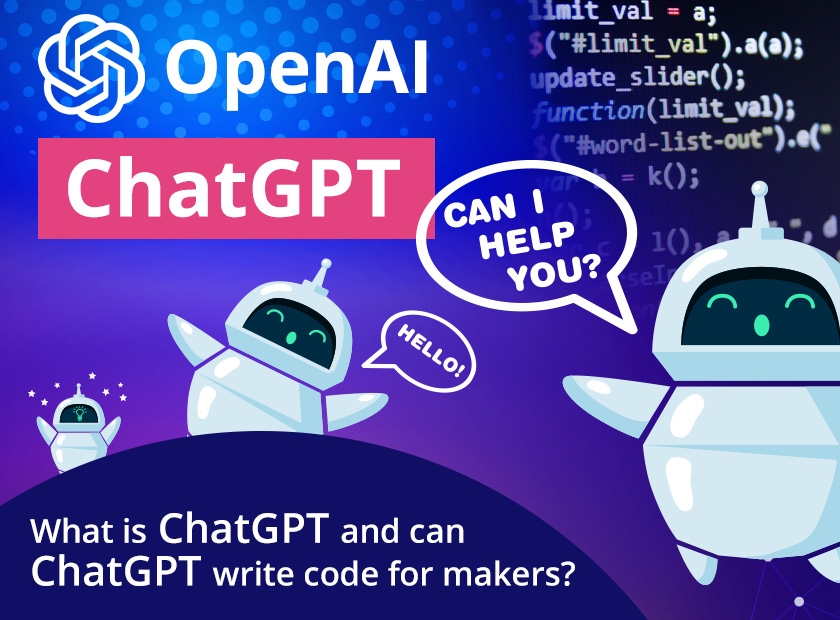 OpenAI
ChatGPT
limit_val = a;
$("#limit_val").a(a);
update_slider();
function(limit_val);
$("#word-list-out").e("
var h = k();
CAN I
HELP
YOU?
HELLO!
What is ChatGPT and can
ChatGPT write code for makers?